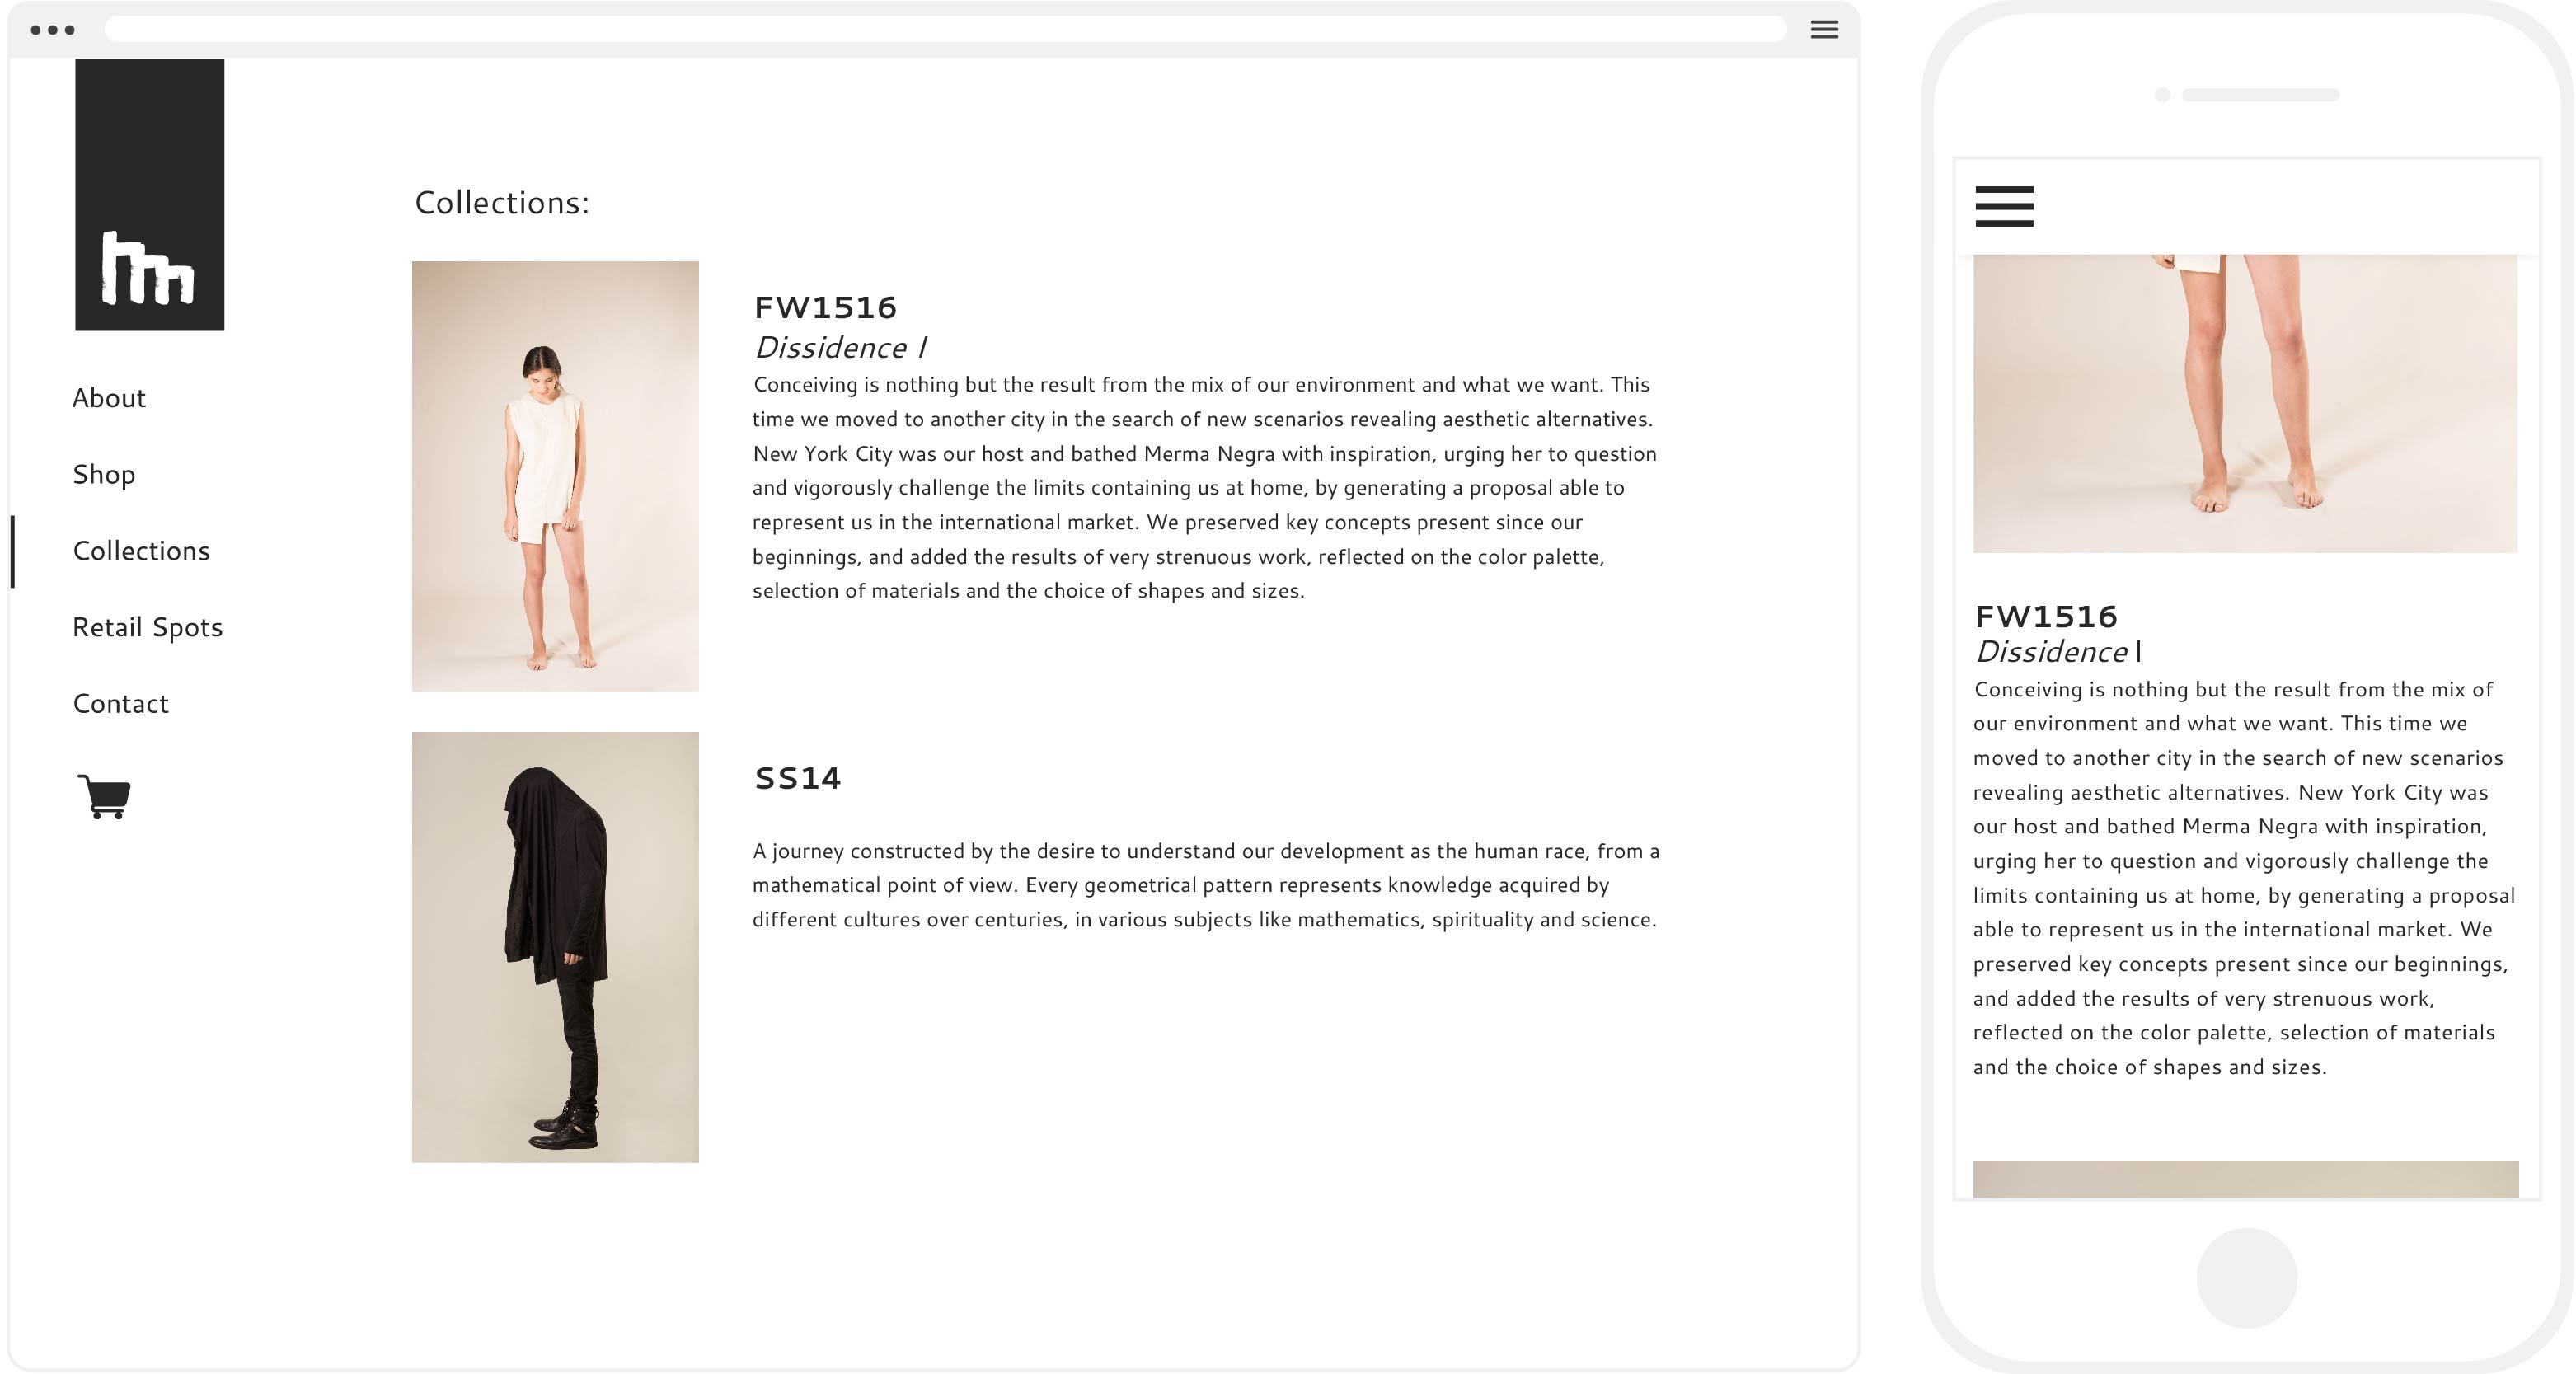 About
Shop
Collections
Retail Spots
Contact
Collections:
FW1516
Dissidence I
Conceiving is nothing but the result from the mix of our environment and what we want. This
time we moved to another city in the search of new scenarios revealing aesthetic alternatives.
New York City was our host and bathed Merma Negra with inspiration, urging her to question
and vigorously challenge the limits containing us at home, by generating a proposal able to
represent us in the international market. We preserved key concepts present since our
beginnings, and added the results of very strenuous work, reflected on the color palette,
selection of materials and the choice of shapes and sizes.
SS14
A journey constructed by the desire to understand our development as the human race, from a
mathematical point of view. Every geometrical pattern represents knowledge acquired by
different cultures over centuries, in various subjects like mathematics, spirituality and science.
FW1516
Dissidence I
Conceiving is nothing but the result from the mix of
our environment and what we want. This time we
moved to another city in the search of new scenarios
revealing aesthetic alternatives. New York City was
our host and bathed Merma Negra with inspiration,
urging her to question and vigorously challenge the
limits containing us at home, by generating a proposal
able to represent us in the international market. We
preserved key concepts present since our beginnings,
and added the results of very strenuous work,
reflected on the color palette, selection of materials
and the choice of shapes and sizes.